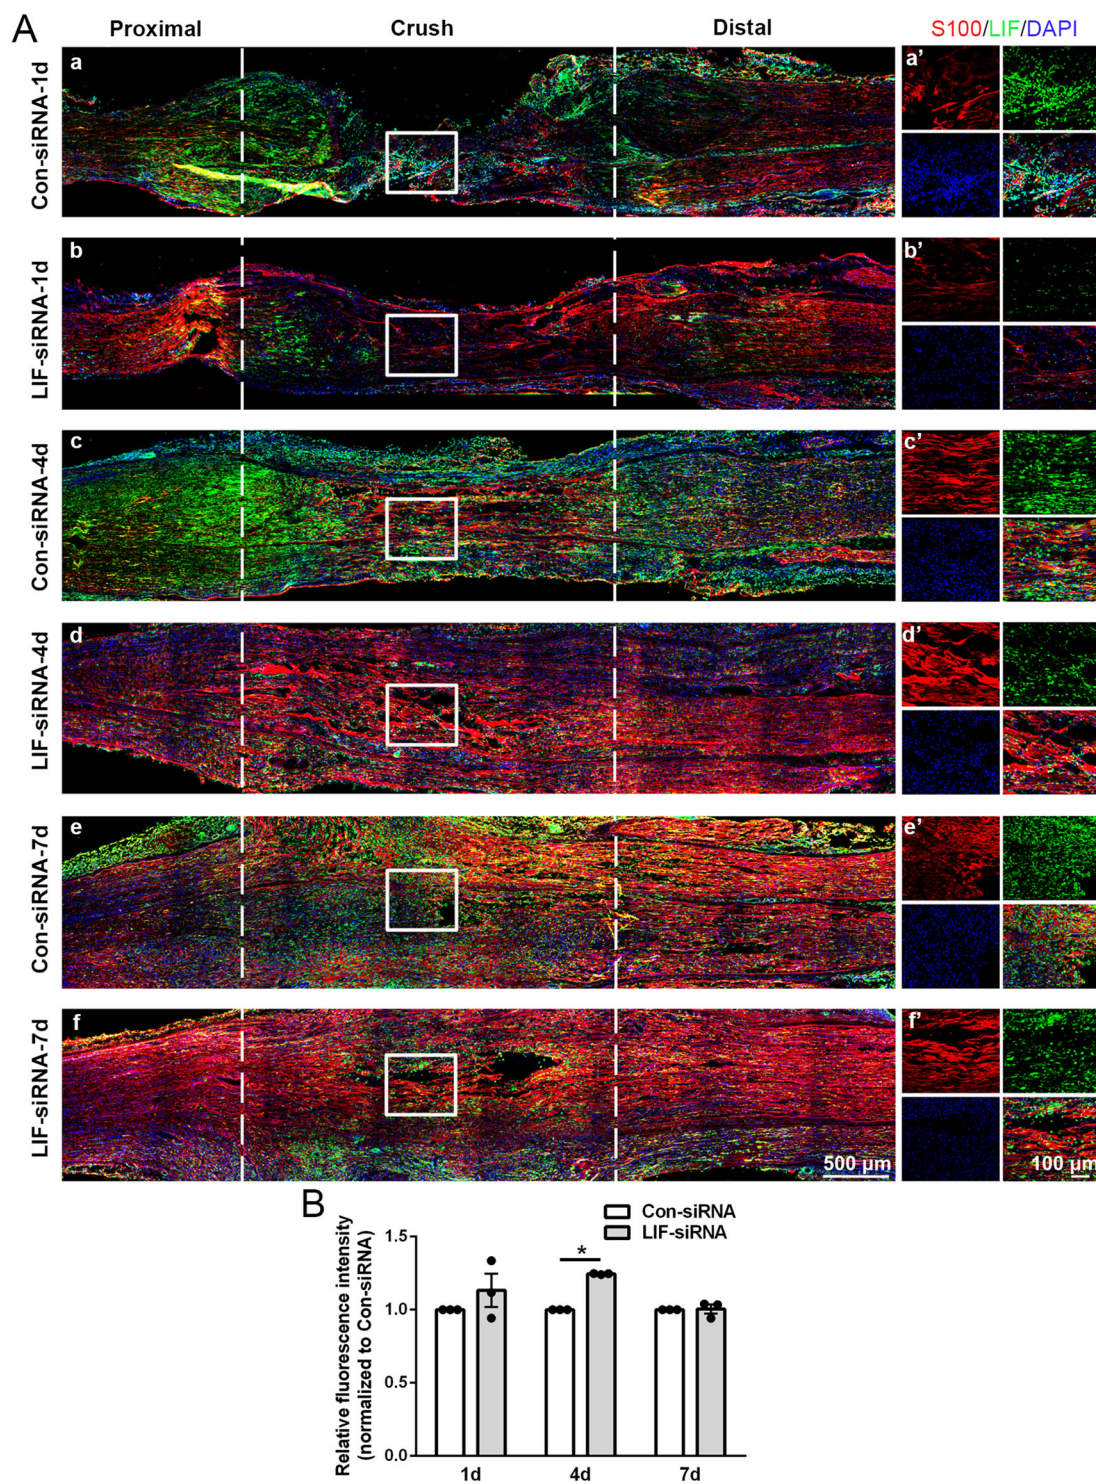 A
Proximal Crush Distal S100/LIF/DAPI
Con-siRNA-1d
a
a'
LIF-siRNA-1d
b
b'
Con-siRNA-4d
c
c'
LIF-siRNA-4d
d
d'
Con-siRNA-7d
e
e'
LIF-siRNA-7d
f
f'
500 μm
100 μm
B
Relative fluorescence intensity
(normalized to Con-siRNA)
Con-siRNA
LIF-siRNA
1.5
1.0
0.5
0.0
*
1d 4d 7d